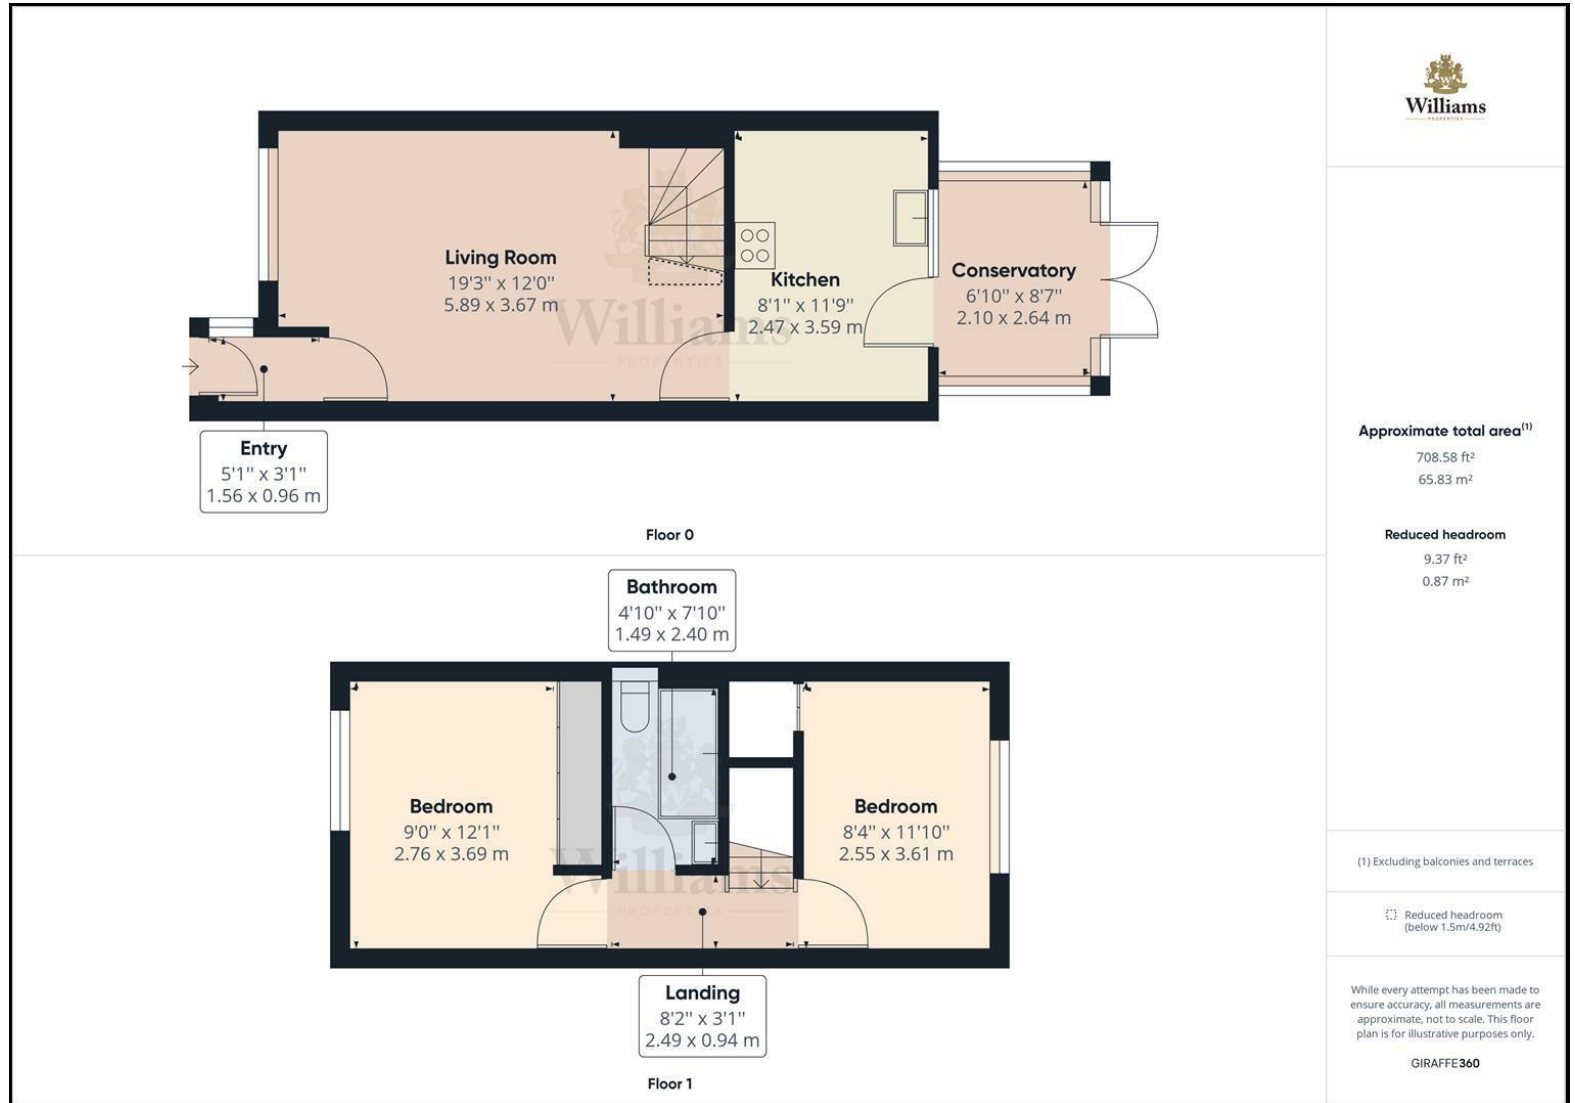 Living Room
19'3" x 12'0"
5.89 x 3.67 m
Kitchen
8'1" x 11'9"
2.47 x 3.59 m
Conservatory
6'10" x 8'7"
2.10 x 2.64 m
Entry
5'1" x 3'1"
1.56 x 0.96 m
Williams
PROPERTIES
Floor 0
Bathroom
4'10" x 7'10"
1.49 x 2.40 m
Bedroom
9'0" x 12'1"
2.76 x 3.69 m
Bedroom
8'4" x 11'10"
2.55 x 3.61 m
Williams
PROPERTIES
Landing
8'2" x 3'1"
2.49 x 0.94 m
Floor 1
Williams
PROPERTIES
Approximate total area(1)
708.58 ft²
65.83 m²
Reduced headroom
9.37 ft²
0.87 m²
(1) Excluding balconies and terraces
Reduced headroom
(below 1.5m/4.92ft)
While every attempt has been made to
ensure accuracy, all measurements are
approximate, not to scale. This floor
plan is for illustrative purposes only.
GIRAFFE360